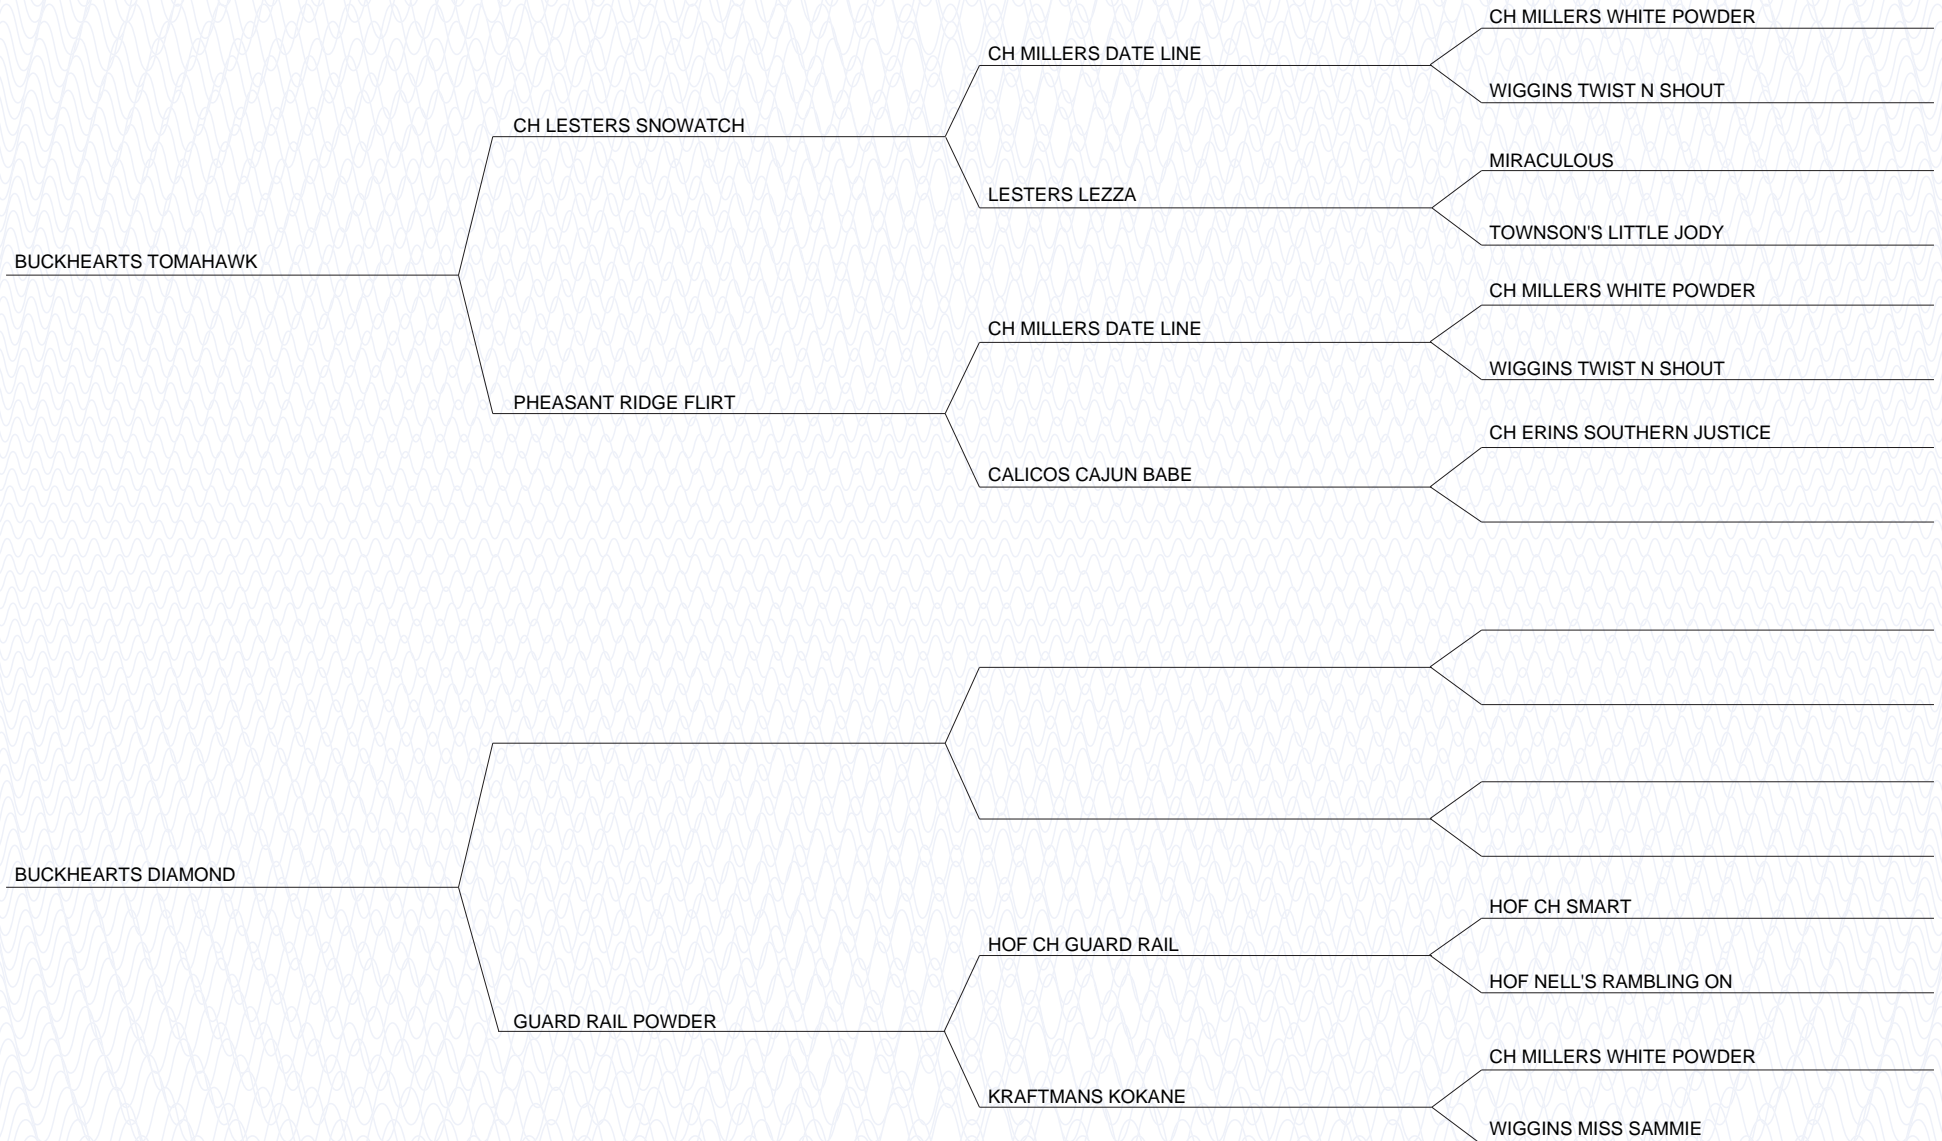 CH MILLERS WHITE POWDER
CH MILLERS DATE LINE
WIGGINS TWIST N SHOUT
CH LESTERS SNOWATCH
MIRACULOUS
LESTERS LEZZA
TOWNSON'S LITTLE JODY
BUCKHEARTS TOMAHAWK
CH MILLERS WHITE POWDER
CH MILLERS DATE LINE
WIGGINS TWIST N SHOUT
PHEASANT RIDGE FLIRT
CH ERINS SOUTHERN JUSTICE
CALICOS CAJUN BABE
BUCKHEARTS DIAMOND
HOF CH SMART
HOF CH GUARD RAIL
HOF NELL'S RAMBLING ON
GUARD RAIL POWDER
CH MILLERS WHITE POWDER
KRAFTMANS KOKANE
WIGGINS MISS SAMMIE